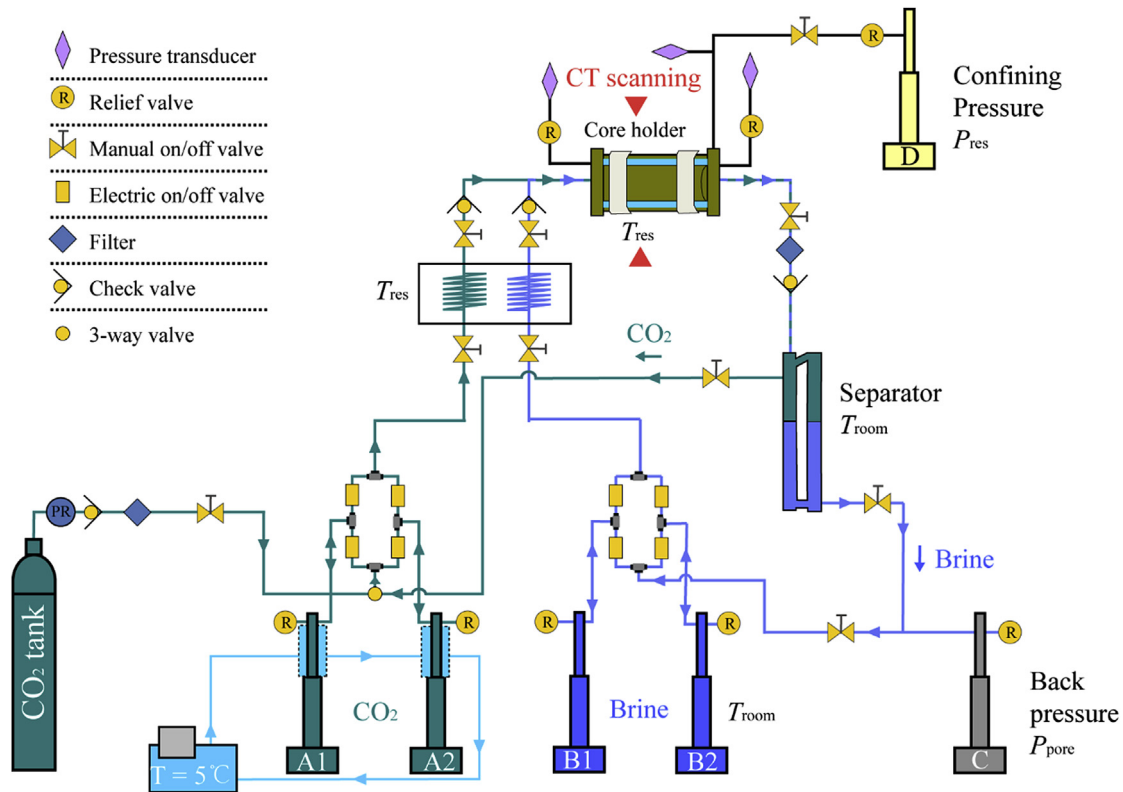 Pressure transducer
R
Relief valve
Manual on/off valve
Electric on/off valve
Filter
Check valve
3-way valve
CT scanning
Core holder
R
R
R
D
Confining
Pressure
Pres
Tres
Tres
CO2
Separator
Troom
PR
Brine
CO2 tank
R
R
R
R
R
CO2
Brine
Troom
Back
pressure
Ppore
T = 5℃
A1
A2
B1
B2
C